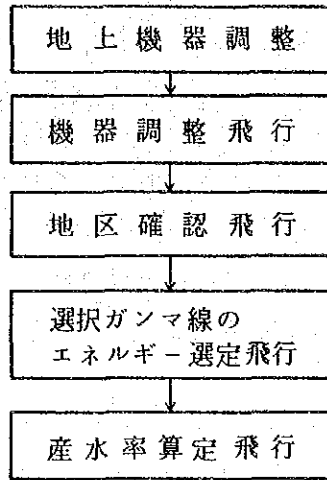 地上機器調整
機器調整飛行
地区確認飛行
選択ガンマ線の
エネルギー選定飛行
産水率算定飛行